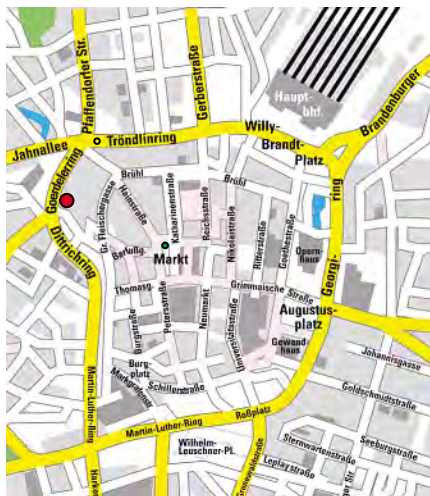 Pfaffendorfer Str.
Gerberstraße
Haupt-
bhf.
Brandenburger
Jahnallee
Tröndlinring
Willy-
Brandt-
Platz
Goerdelerring
Brühl
Brühl
Gr. Fleischergasse
Hainstraße
Katharinenstraße
Reichsstraße
Nikolaistraße
Ritterstraße
Goethestraße
Opern-
haus
Georgi-
ring
Dittrichring
Barfußg.
Markt
Thomasg.
Grimmaische Straße
Augustus-
platz
Burgstraße
Petersstraße
Neumarkt
Universitätsstraße
Gewand-
haus
Johannisgasse
Burg-
platz
Markgrafenstr.
Schillerstraße
Goldschmidtstraße
Martin-Luther-Ring
Martin-Luther-Ring
Roßplatz
Wilhelm-
Leuschner-Pl.
Sternwartenstraße
Seeburgstraße
Leplaystraße